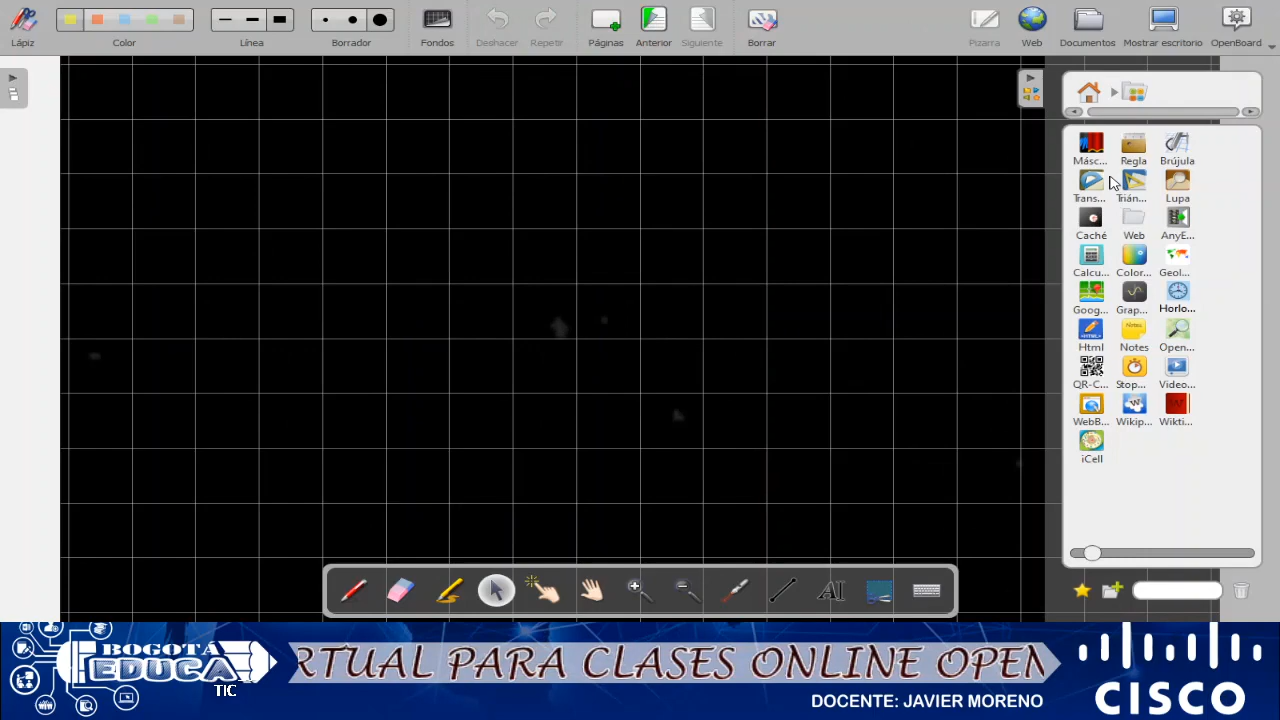 Lápiz
Color
Línea
Borrador
Fondos
Deshacer
Repetir
Páginas
Anterior
Siguiente
Borrar
Pizarra
Web
Documentos
Mostrar escritorio
OpenBoard
Másc... Regla Brújula
Trans... Trián... Lupa
Caché Web AnyE...
Calcu... Color... Geol...
Goog... Grap... Horlo...
Html Notes Open...
QR-C... Stop... Video...
WebB... Wikip... Wikti...
iCell
AI
BOGOTÁ
EDUCA
TIC
RTUAL PARA CLASES ONLINE OPEN
DOCENTE: JAVIER MORENO
CISCO